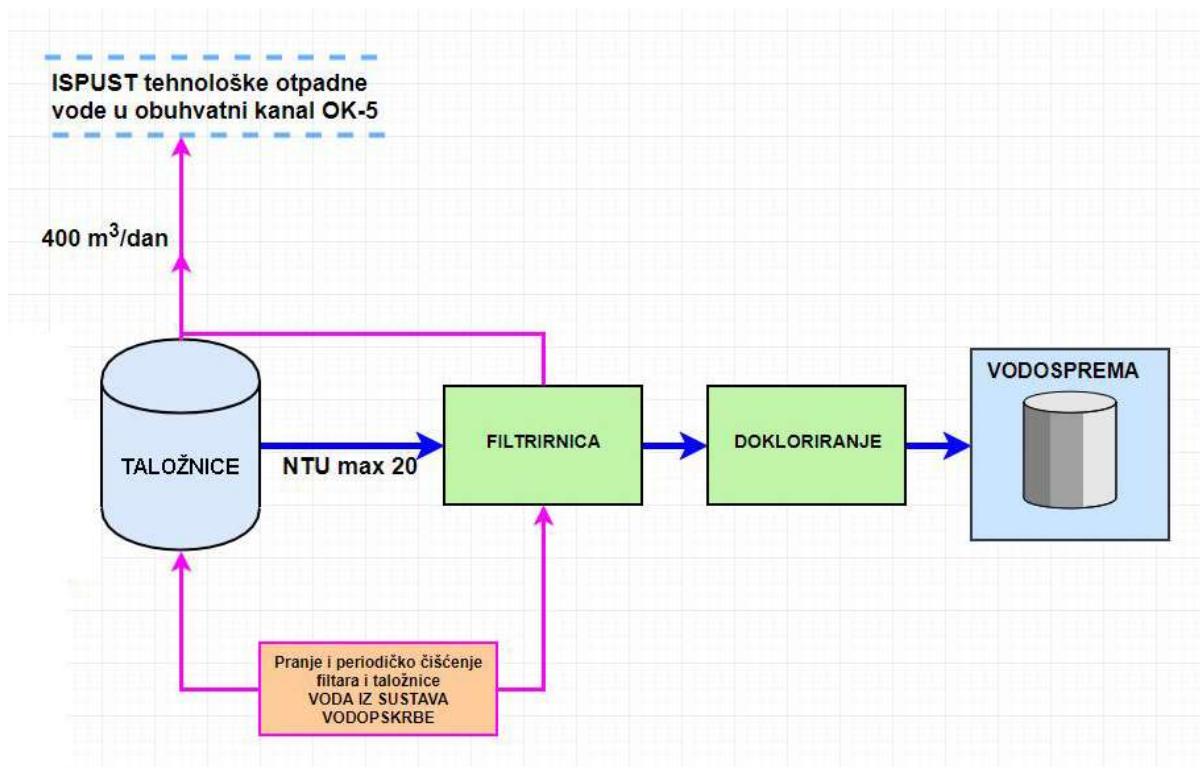 ISPUST tehnološke otpadne
vode u obuhvatni kanal OK-5
400 m³/dan
TALOŽNICE
NTU max 20
FILTRIRNICA
DOKLORIRANJE
VODOSPREMA
Pranje i periodičko čišćenje
filtara i taložnice
VODA IZ SUSTAVA
VODOPSKRBE